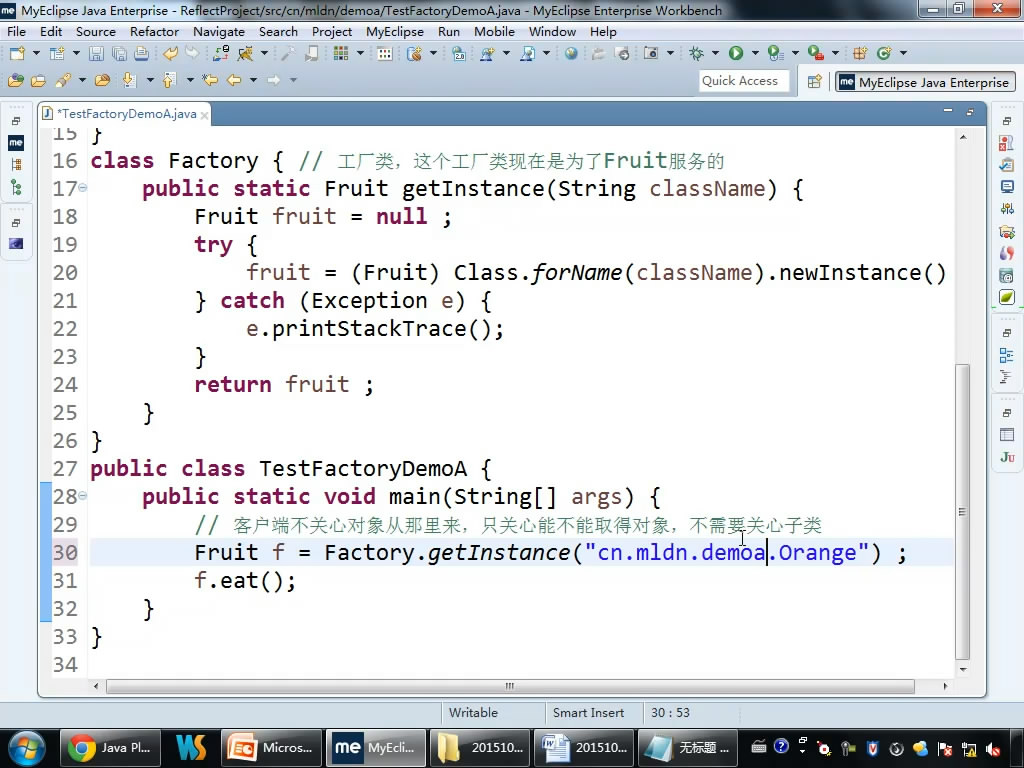 MyEclipse Java Enterprise - ReflectProject/src/cn/mldn/demoa/TestFactoryDemoA.java - MyEclipse Enterprise Workbench
File Edit Source Refactor Navigate Search Project MyEclipse Run Mobile Window Help
Quick Access
MyEclipse Java Enterprise
*TestFactoryDemoA.java
15 }
16 class Factory { // 工厂类，这个工厂类现在是为了Fruit服务的
17 public static Fruit getInstance(String className) {
18 Fruit fruit = null ;
19 try {
20 fruit = (Fruit) Class.forName(className).newInstance()
21 } catch (Exception e) {
22 e.printStackTrace();
23 }
24 return fruit ;
25 }
26 }
27 public class TestFactoryDemoA {
28 public static void main(String[] args) {
29 // 客户端不关心对象从那里来，只关心能不能取得对象，不需要关心子类
30 Fruit f = Factory.getInstance("cn.mldn.demoa.Orange") ;
31 f.eat();
32 }
33 }
34
Writable Smart Insert 30 : 53
Java Pl... Micros... MyEcli... 201510... 201510... 无标题 ...